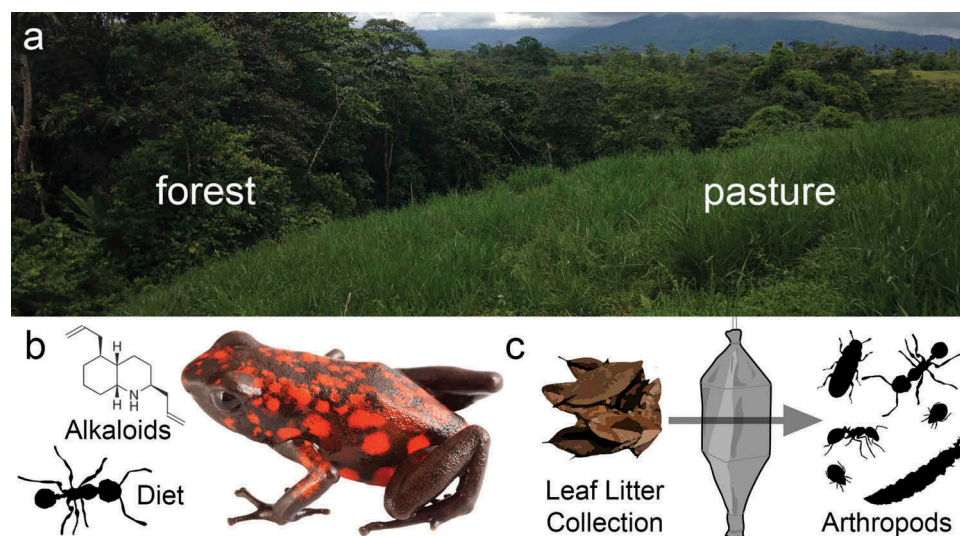 a
forest
pasture
b
N
H
H
H
Alkaloids
Diet
c
Leaf Litter
Collection
Arthropods